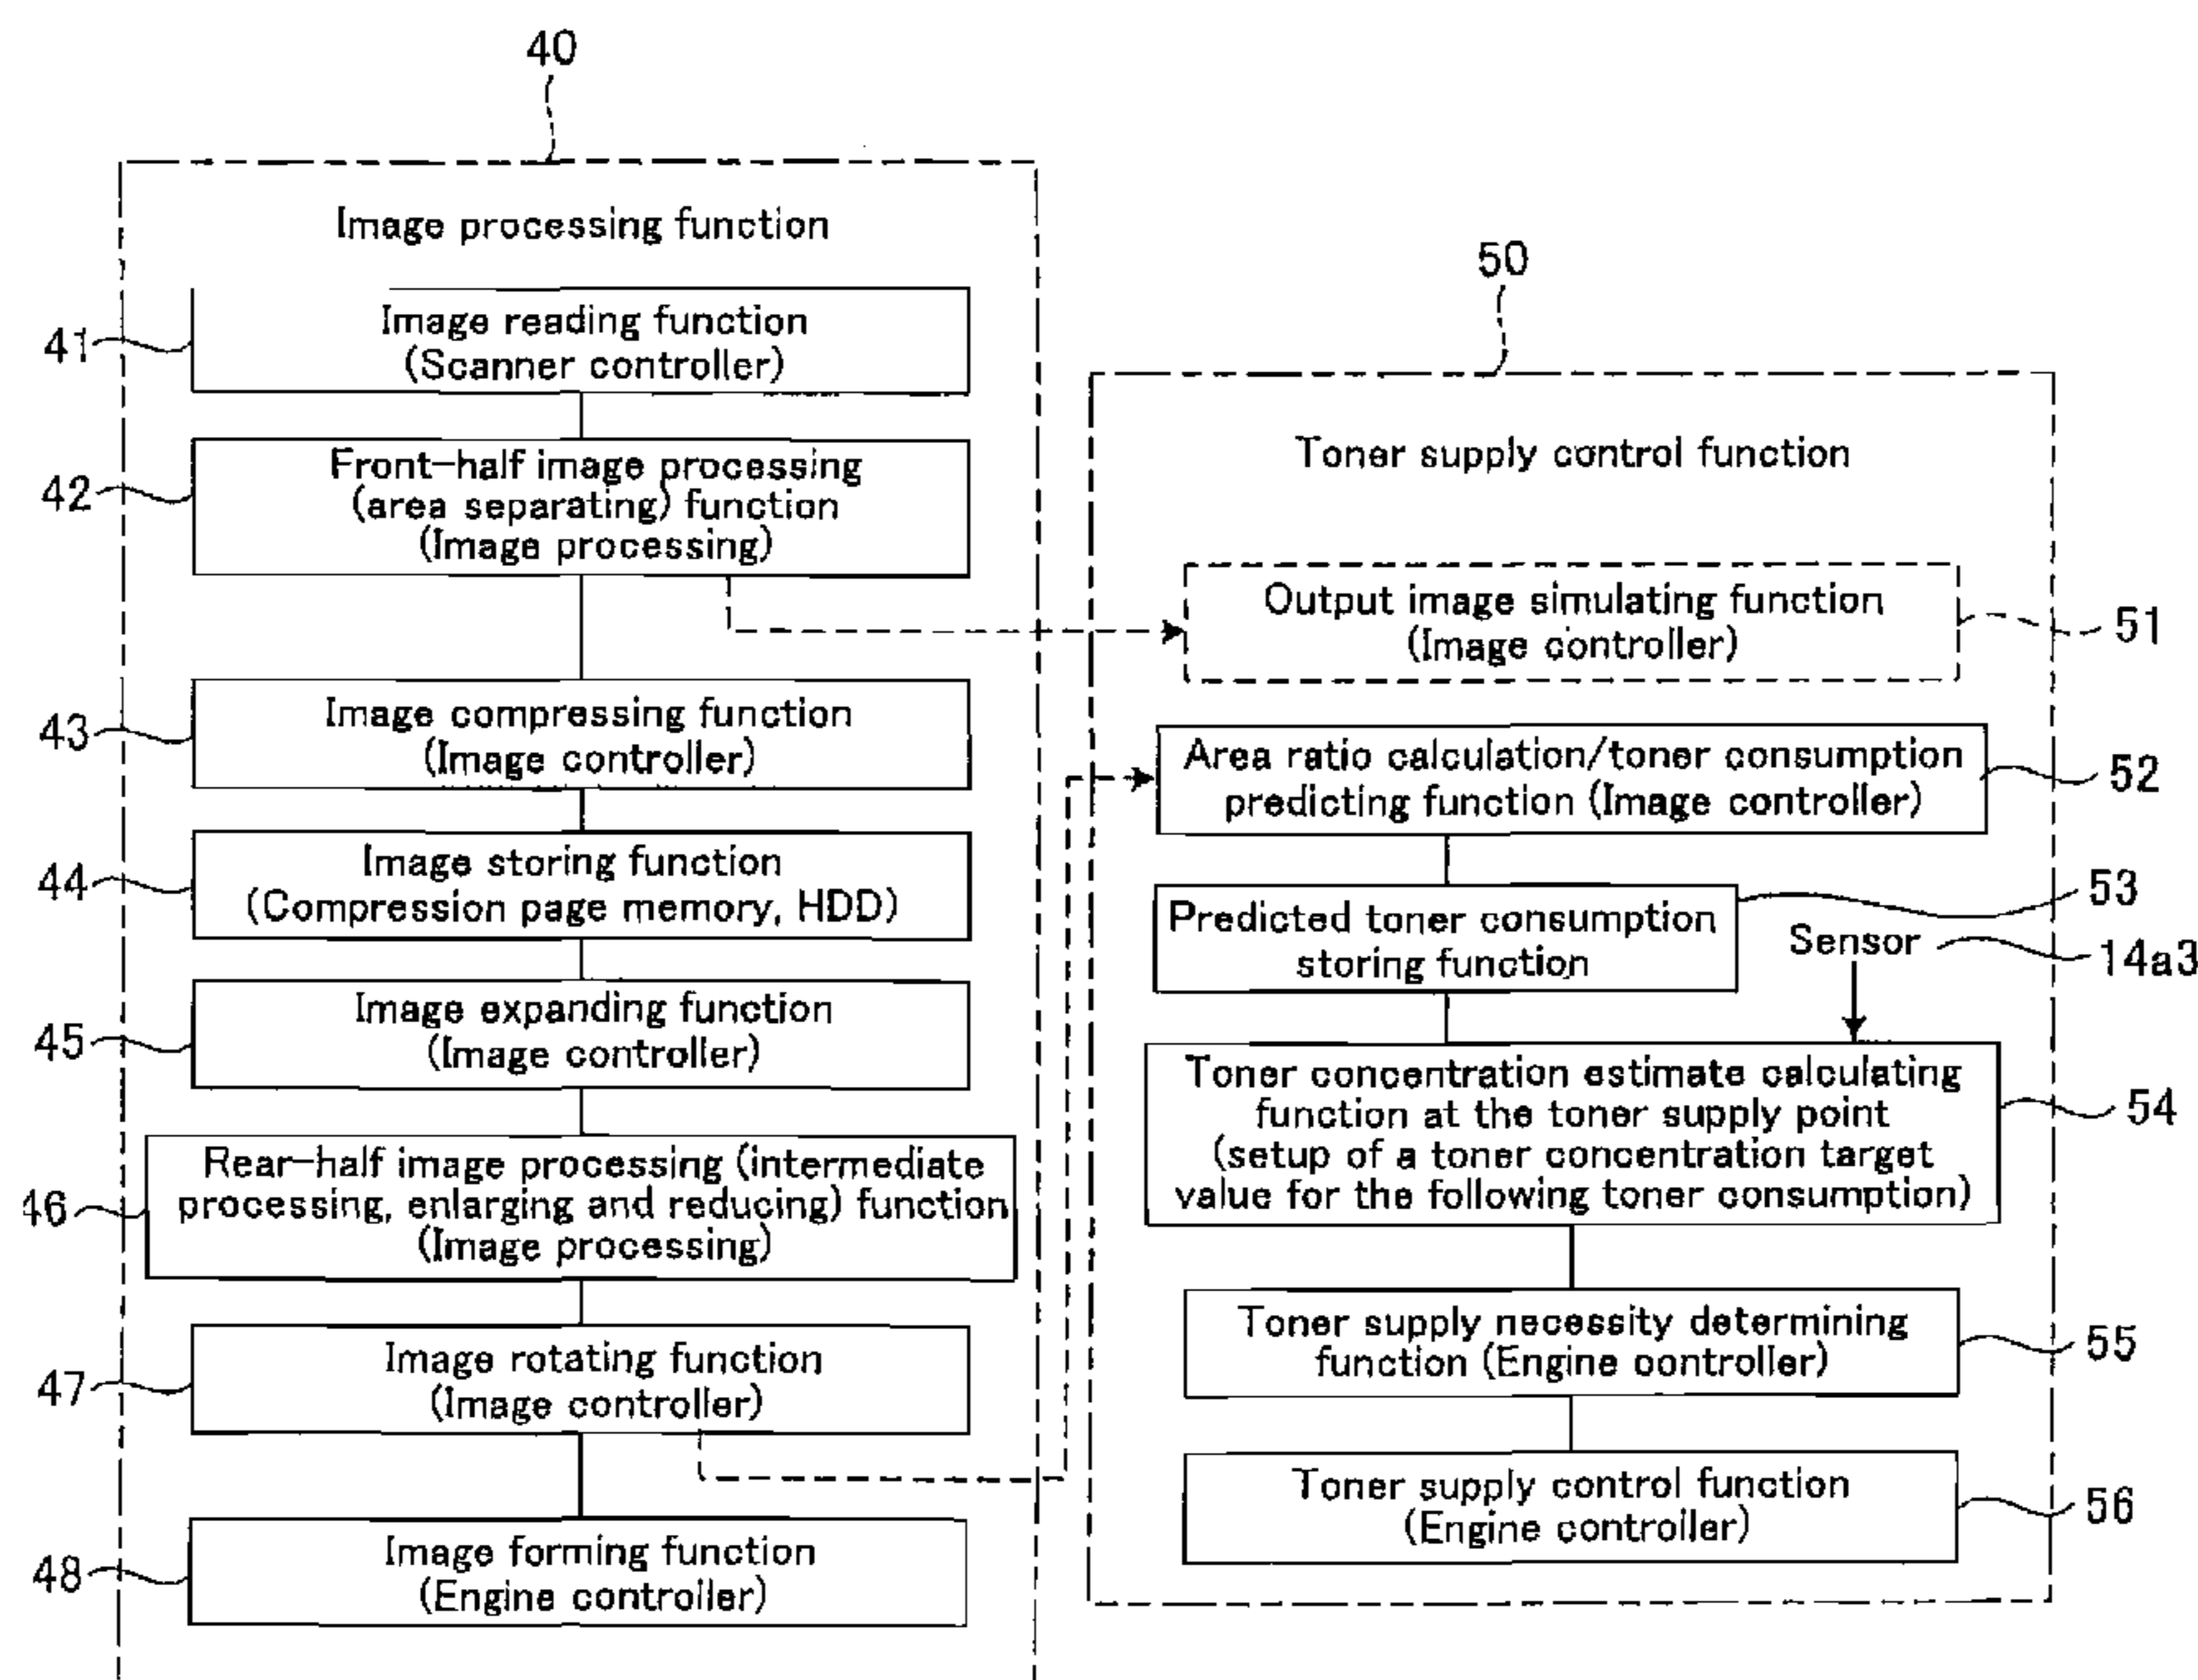 40
Image processing function
41
Image reading function
(Scanner controller)
42
Front-half image processing
(area separating) function
(Image processing)
43
Image compressing function
(Image controller)
44
Image storing function
(Compression page memory, HDD)
45
Image expanding function
(Image controller)
46
Rear-half image processing (intermediate
processing, enlarging and reducing) function
(Image processing)
47
Image rotating function
(Image controller)
48
Image forming function
(Engine controller)
50
Toner supply control function
Output image simulating function
(Image controller)
51
Area ratio calculation/toner consumption
predicting function (Image controller)
52
Predicted toner consumption
storing function
53
Sensor
14a3
Toner concentration estimate calculating
function at the toner supply point
(setup of a toner concentration target
value for the following toner consumption)
54
Toner supply necessity determining
function (Engine controller)
55
Toner supply control function
(Engine controller)
56